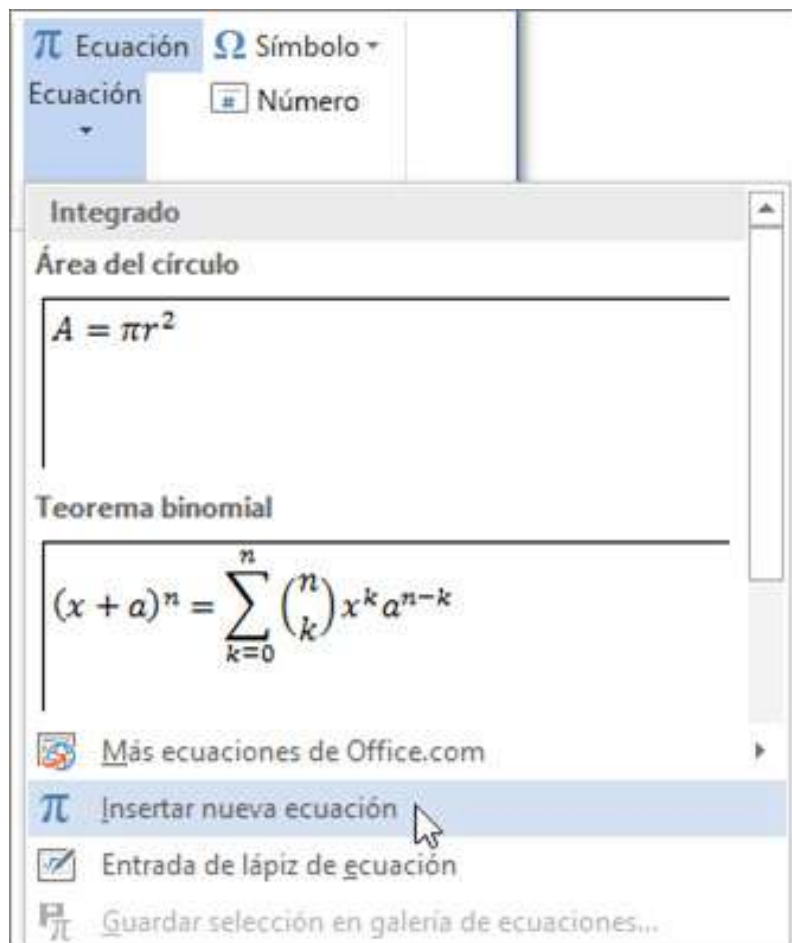 π Ecuación Ω Símbolo
Ecuación # Número
Integrado
Área del círculo
A = πr²
Teorema binomial
(x + a)ⁿ = ∑ₖ₌₀ⁿ (n k) xᵏaⁿ⁻ᵏ
Más ecuaciones de Office.com
π Insertar nueva ecuación
Entrada de lápiz de ecuación
π Guardar selección en galería de ecuaciones...